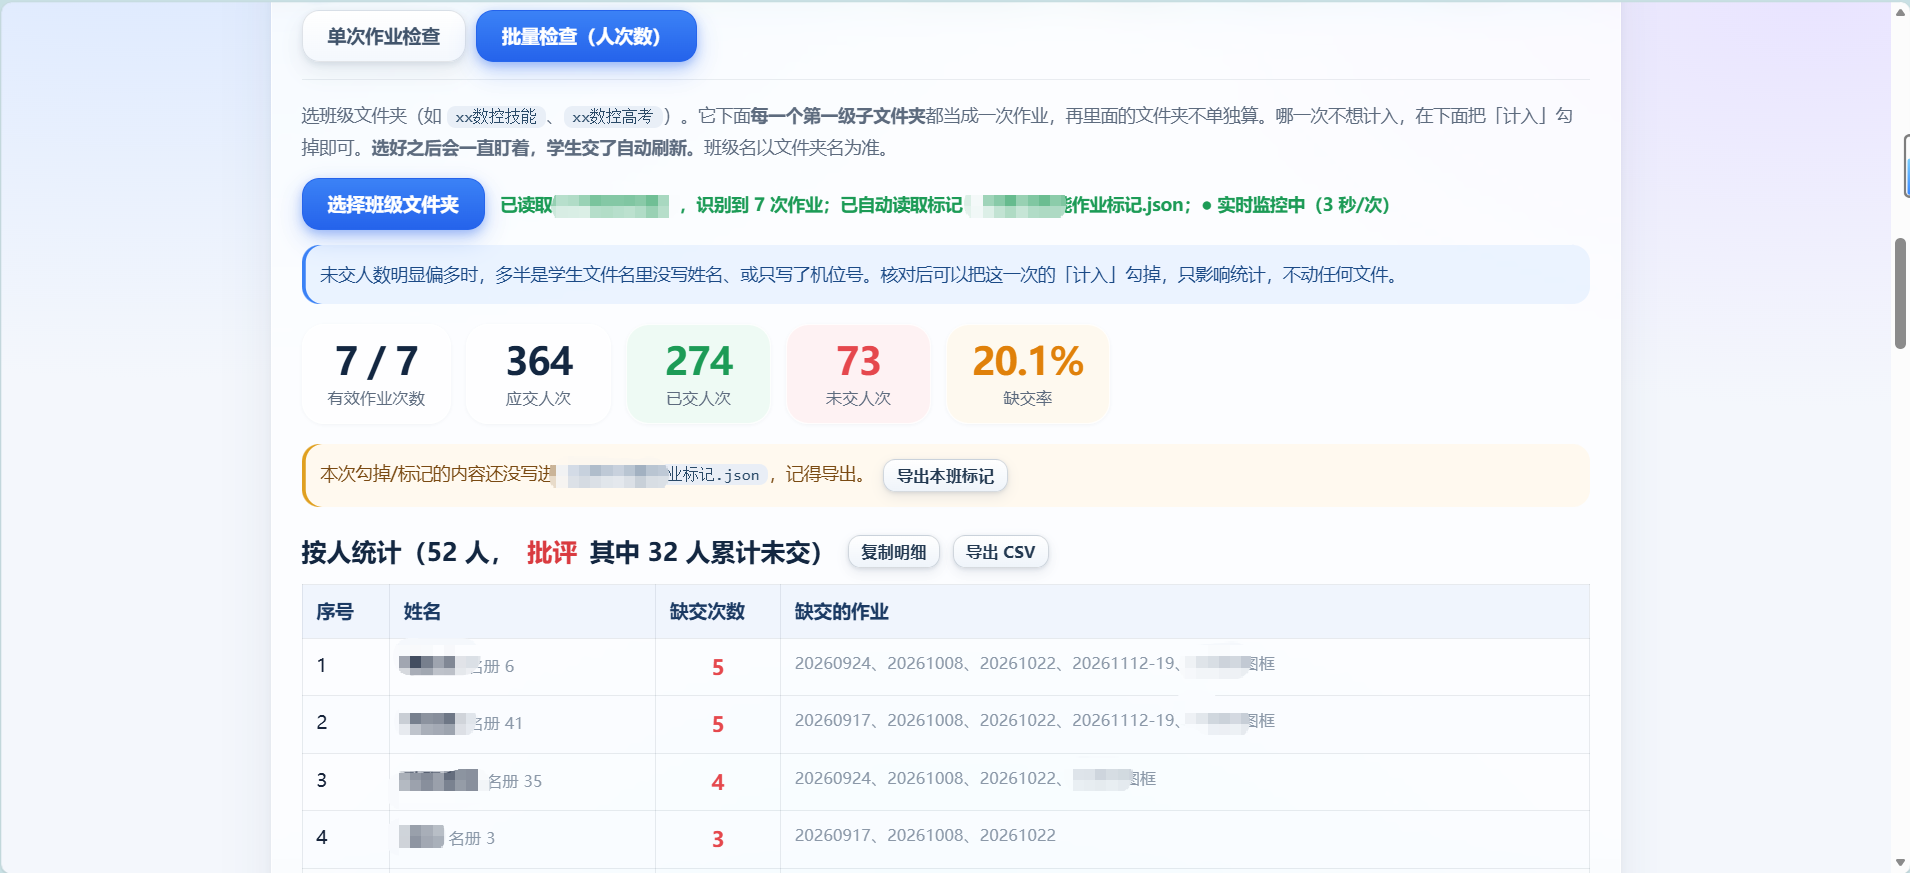 单次作业检查
批量检查（人次数）
选班级文件夹（如 xx数控技能 、 xx数控高考 ）。它下面每一个第一级子文件夹都当成一次作业，再里面的文件夹不单独算。哪一次不想计入，在下面把「计入」勾
掉即可。选好之后会一直盯着，学生交了自动刷新。班级名以文件夹名为准。
选择班级文件夹
已读取 ，识别到 7 次作业；已自动读取标记 作业标记.json；● 实时监控中（3 秒/次）
未交人数明显偏多时，多半是学生文件名里没写姓名、或只写了机位号。核对后可以把这一次的「计入」勾掉，只影响统计，不动任何文件。
7 / 7
有效作业次数
364
应交人次
274
已交人次
73
未交人次
20.1%
缺交率
本次勾掉/标记的内容还没写进 业标记.json ，记得导出。
导出本班标记
按人统计（52 人， 批评 其中 32 人累计未交）
复制明细
导出 CSV
序号 姓名 缺交次数 缺交的作业
1 名册 6 5 20260924、20261008、20261022、20261112-19、 图框
2 名册 41 5 20260917、20261008、20261022、20261112-19、 图框
3 名册 35 4 20260924、20261008、20261022、 图框
4 名册 3 3 20260917、20261008、20261022